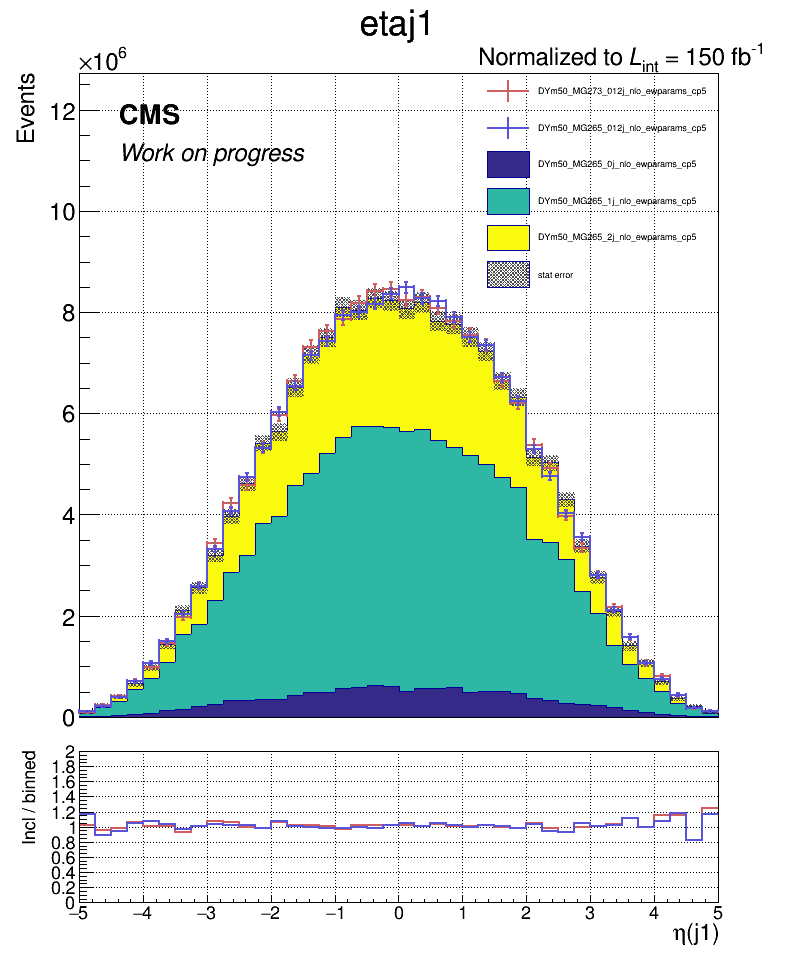 etaj1
×10⁶
Normalized to Lint = 150 fb⁻¹
Events
CMS
Work on progress
DYm50_MG273_012j_nlo_ewparams_cp5
DYm50_MG265_012j_nlo_ewparams_cp5
DYm50_MG265_0j_nlo_ewparams_cp5
DYm50_MG265_1j_nlo_ewparams_cp5
DYm50_MG265_2j_nlo_ewparams_cp5
stat error
12
10
8
6
4
2
0
Incl / binned
2
1.8
1.6
1.4
1.2
1
0.8
0.6
0.4
0.2
0
−5 −4 −3 −2 −1 0 1 2 3 4 5
η(j1)